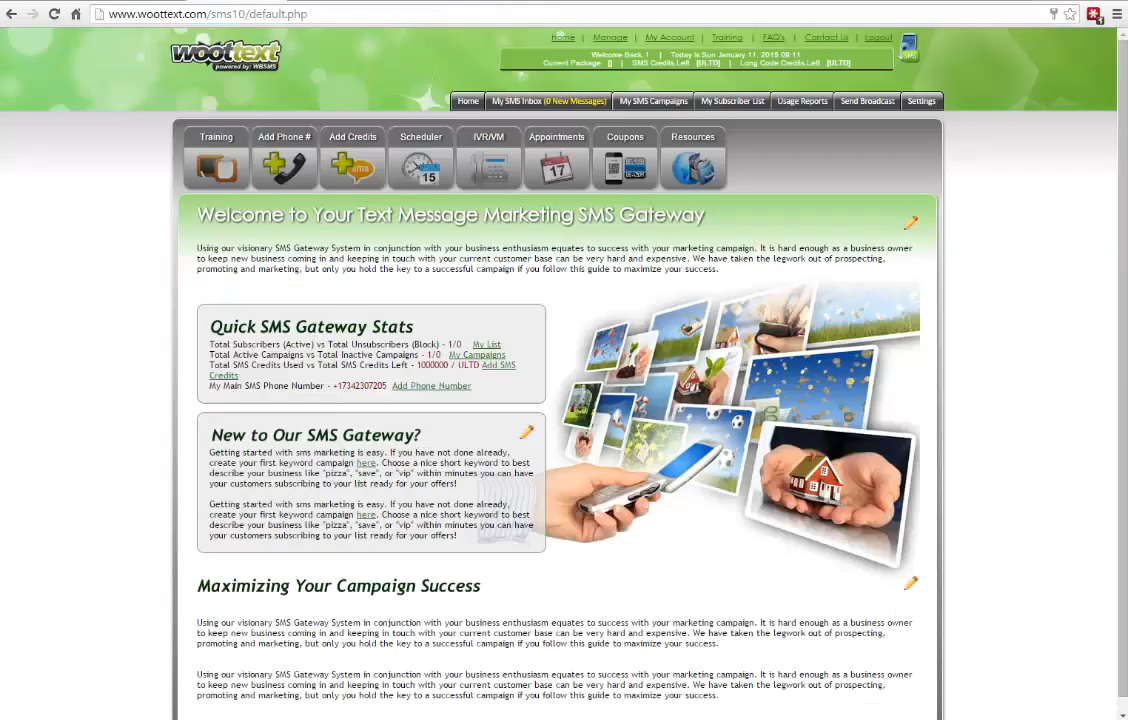 www.woottext.com/sms10/default.php
woottext
powered by: WBSMS
Home | Manage | My Account | Training | FAQ's | Contact Us | Logout
Welcome Back, ! | Today Is Sun January 11, 2015 09:11
Current Package [] | SMS Credits Left [ULTD] | Long Code Credits Left [ULTD]
Home My SMS Inbox (0 New Messages) My SMS Campaigns My Subscriber List Usage Reports Send Broadcast Settings
Training Add Phone # Add Credits Scheduler IVR/VM Appointments Coupons Resources
sms 15 17
Welcome to Your Text Message Marketing SMS Gateway
Using our visionary SMS Gateway System in conjunction with your business enthusiasm equates to success with your marketing campaign. It is hard enough as a business owner
to keep new business coming in and keeping in touch with your current customer base can be very hard and expensive. We have taken the legwork out of prospecting,
promoting and marketing, but only you hold the key to a successful campaign if you follow this guide to maximize your success.
Quick SMS Gateway Stats
Total Subscribers (Active) vs Total Unsubscribers (Block) - 1/0 My List
Total Active Campaigns vs Total Inactive Campaigns - 1/0 My Campaigns
Total SMS Credits Used vs Total SMS Credits Left - 1000000 / ULTD Add SMS
Credits
My Main SMS Phone Number - +17342307205 Add Phone Number
New to Our SMS Gateway?
Getting started with sms marketing is easy. If you have not done already,
create your first keyword campaign here. Choose a nice short keyword to best
describe your business like "pizza", "save", or "vip" within minutes you can have
your customers subscribing to your list ready for your offers!
Getting started with sms marketing is easy. If you have not done already,
create your first keyword campaign here. Choose a nice short keyword to best
describe your business like "pizza", "save", or "vip" within minutes you can have
your customers subscribing to your list ready for your offers!
Maximizing Your Campaign Success
Using our visionary SMS Gateway System in conjunction with your business enthusiasm equates to success with your marketing campaign. It is hard enough as a business owner
to keep new business coming in and keeping in touch with your current customer base can be very hard and expensive. We have taken the legwork out of prospecting,
promoting and marketing, but only you hold the key to a successful campaign if you follow this guide to maximize your success.
Using our visionary SMS Gateway System in conjunction with your business enthusiasm equates to success with your marketing campaign. It is hard enough as a business owner
to keep new business coming in and keeping in touch with your current customer base can be very hard and expensive. We have taken the legwork out of prospecting,
promoting and marketing, but only you hold the key to a successful campaign if you follow this guide to maximize your success.